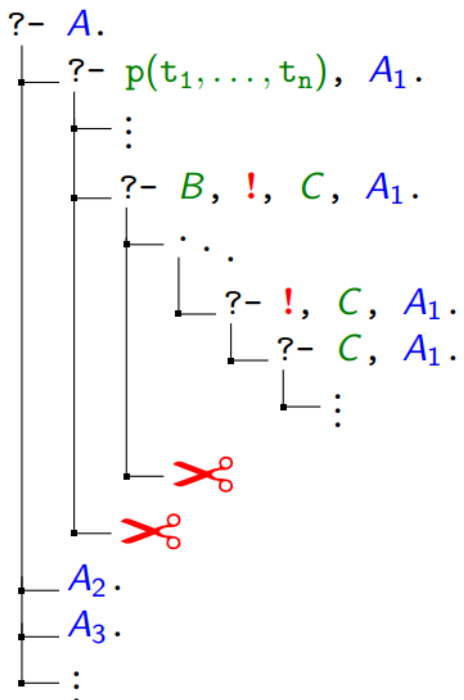 ?- A.
?- p(t₁,...,tₙ), A₁.
⋮
?- B, !, C, A₁.
⋱
?- !, C, A₁.
?- C, A₁.
⋮
A₂.
A₃.
⋮